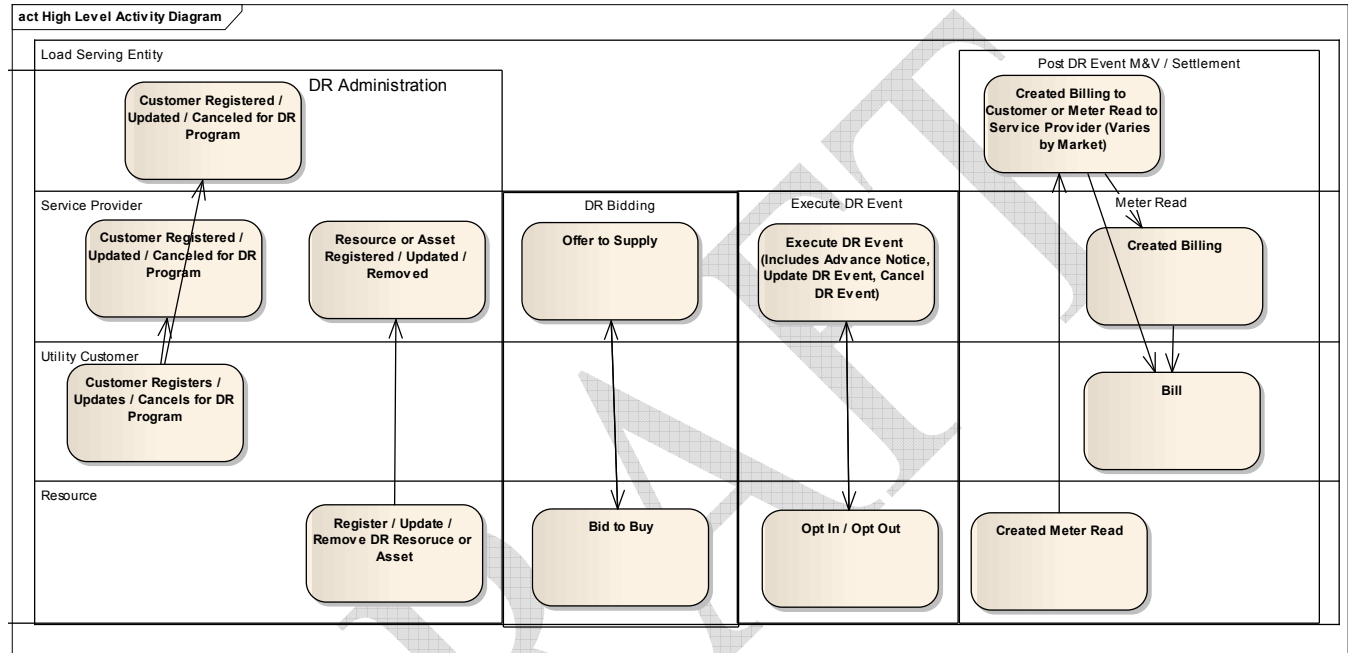 act High Level Activity Diagram
Load Serving Entity
DR Administration
Customer Registered /
Updated / Canceled for DR
Program
Post DR Event M&V / Settlement
Created Billing to
Customer or Meter Read to
Service Provider (Varies
by Market)
Service Provider
Customer Registered /
Updated / Canceled for DR
Program
Resource or Asset
Registered / Updated /
Removed
DR Bidding
Offer to Supply
Execute DR Event
Execute DR Event
(Includes Advance Notice,
Update DR Event, Cancel
DR Event)
Meter Read
Created Billing
Utility Customer
Customer Registers /
Updates / Cancels for DR
Program
Bill
Resource
Register / Update /
Remove DR Resoruce or
Asset
Bid to Buy
Opt In / Opt Out
Created Meter Read
DRAFT